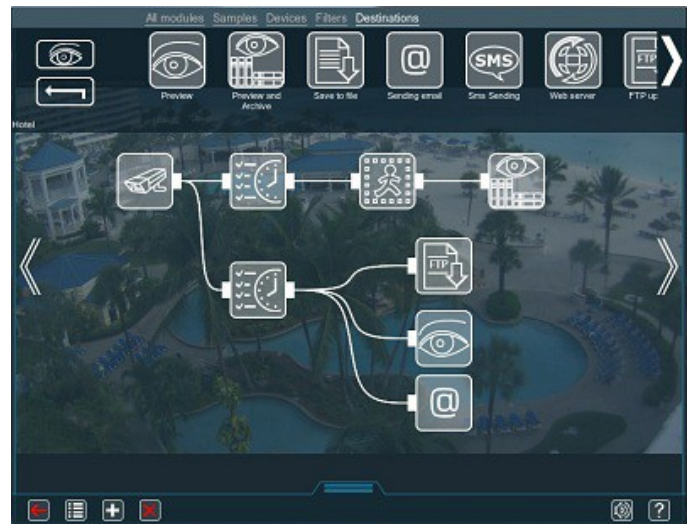 All modules Samples Devices Filters Destinations
SMS
FTP
Preview
Preview and
Archive
Save to file
Sending email
Sms Sending
Web server
FTP up
Hotel
FTP
?